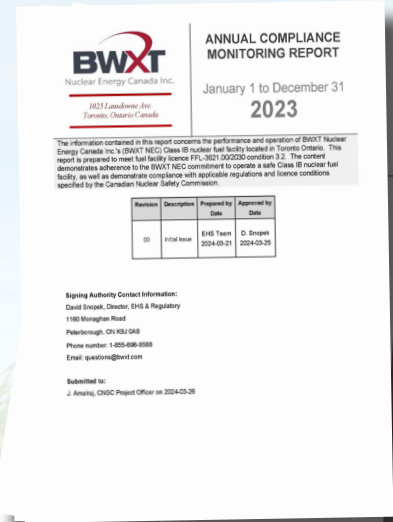 BWXT
Nuclear Energy Canada Inc.
1025 Lansdowne Ave.
Toronto, Ontario Canada
ANNUAL COMPLIANCE
MONITORING REPORT
January 1 to December 31
2023
The information contained in this report concerns the performance and operation of BWXT Nuclear
Energy Canada Inc.'s (BWXT NEC) Class IB nuclear fuel facility located in Toronto Ontario. This
report is prepared to meet fuel facility licence FFL-3621.00/2030 condition 3.2. The content
demonstrates adherence to the BWXT NEC commitment to operate a safe Class IB nuclear fuel
facility, as well as demonstrate compliance with applicable regulations and licence conditions
specified by the Canadian Nuclear Safety Commission.
Revision Description Prepared by Date Approved by Date
00 Initial Issue EHS Team 2024-03-21 D. Snopek 2024-03-25
Signing Authority Contact Information:
David Snopek, Director, EHS & Regulatory
1160 Monaghan Road
Peterborough, ON K9J 0A8
Phone number: 1-855-696-9588
Email: questions@bwxt.com
Submitted to:
J. Amalraj, CNSC Project Officer on 2024-03-26